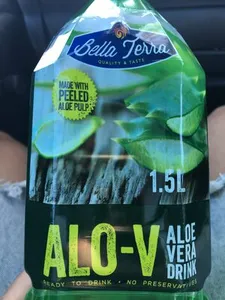 Bella Terra
QUALITY & TASTE
MADE WITH
PEELED
ALOE PULP
1.5L
ALO-V
ALOE
VERA
DRINK
READY TO DRINK • NO PRESERVATIVES